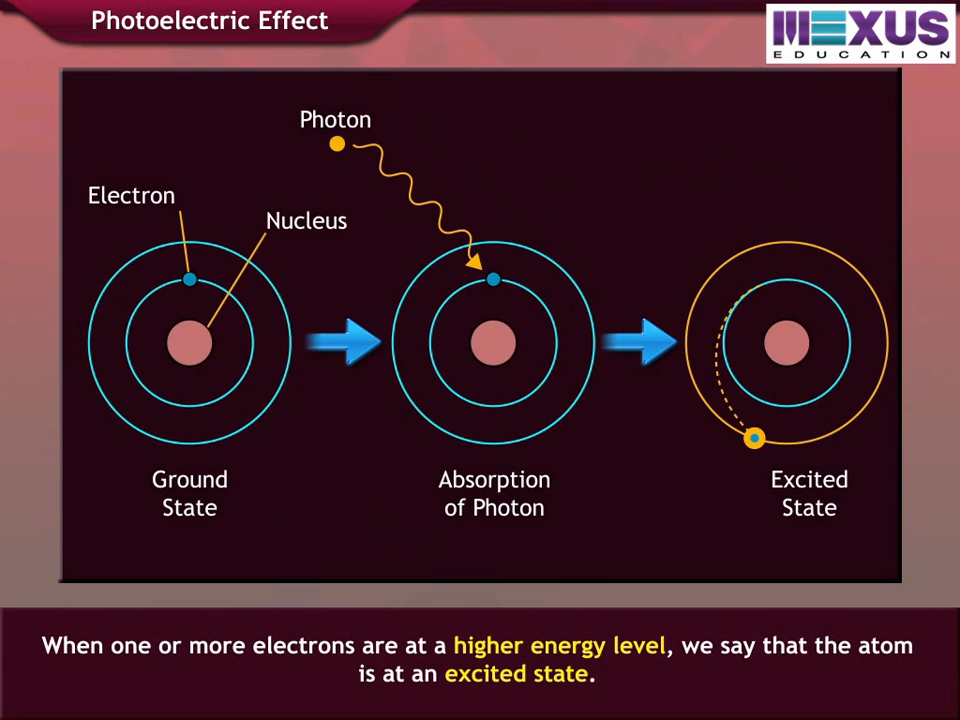 Photoelectric Effect
MEXUS
EDUCATION
Photon
Electron
Nucleus
Ground
State
Absorption
of Photon
Excited
State
When one or more electrons are at a higher energy level, we say that the atom
is at an excited state.